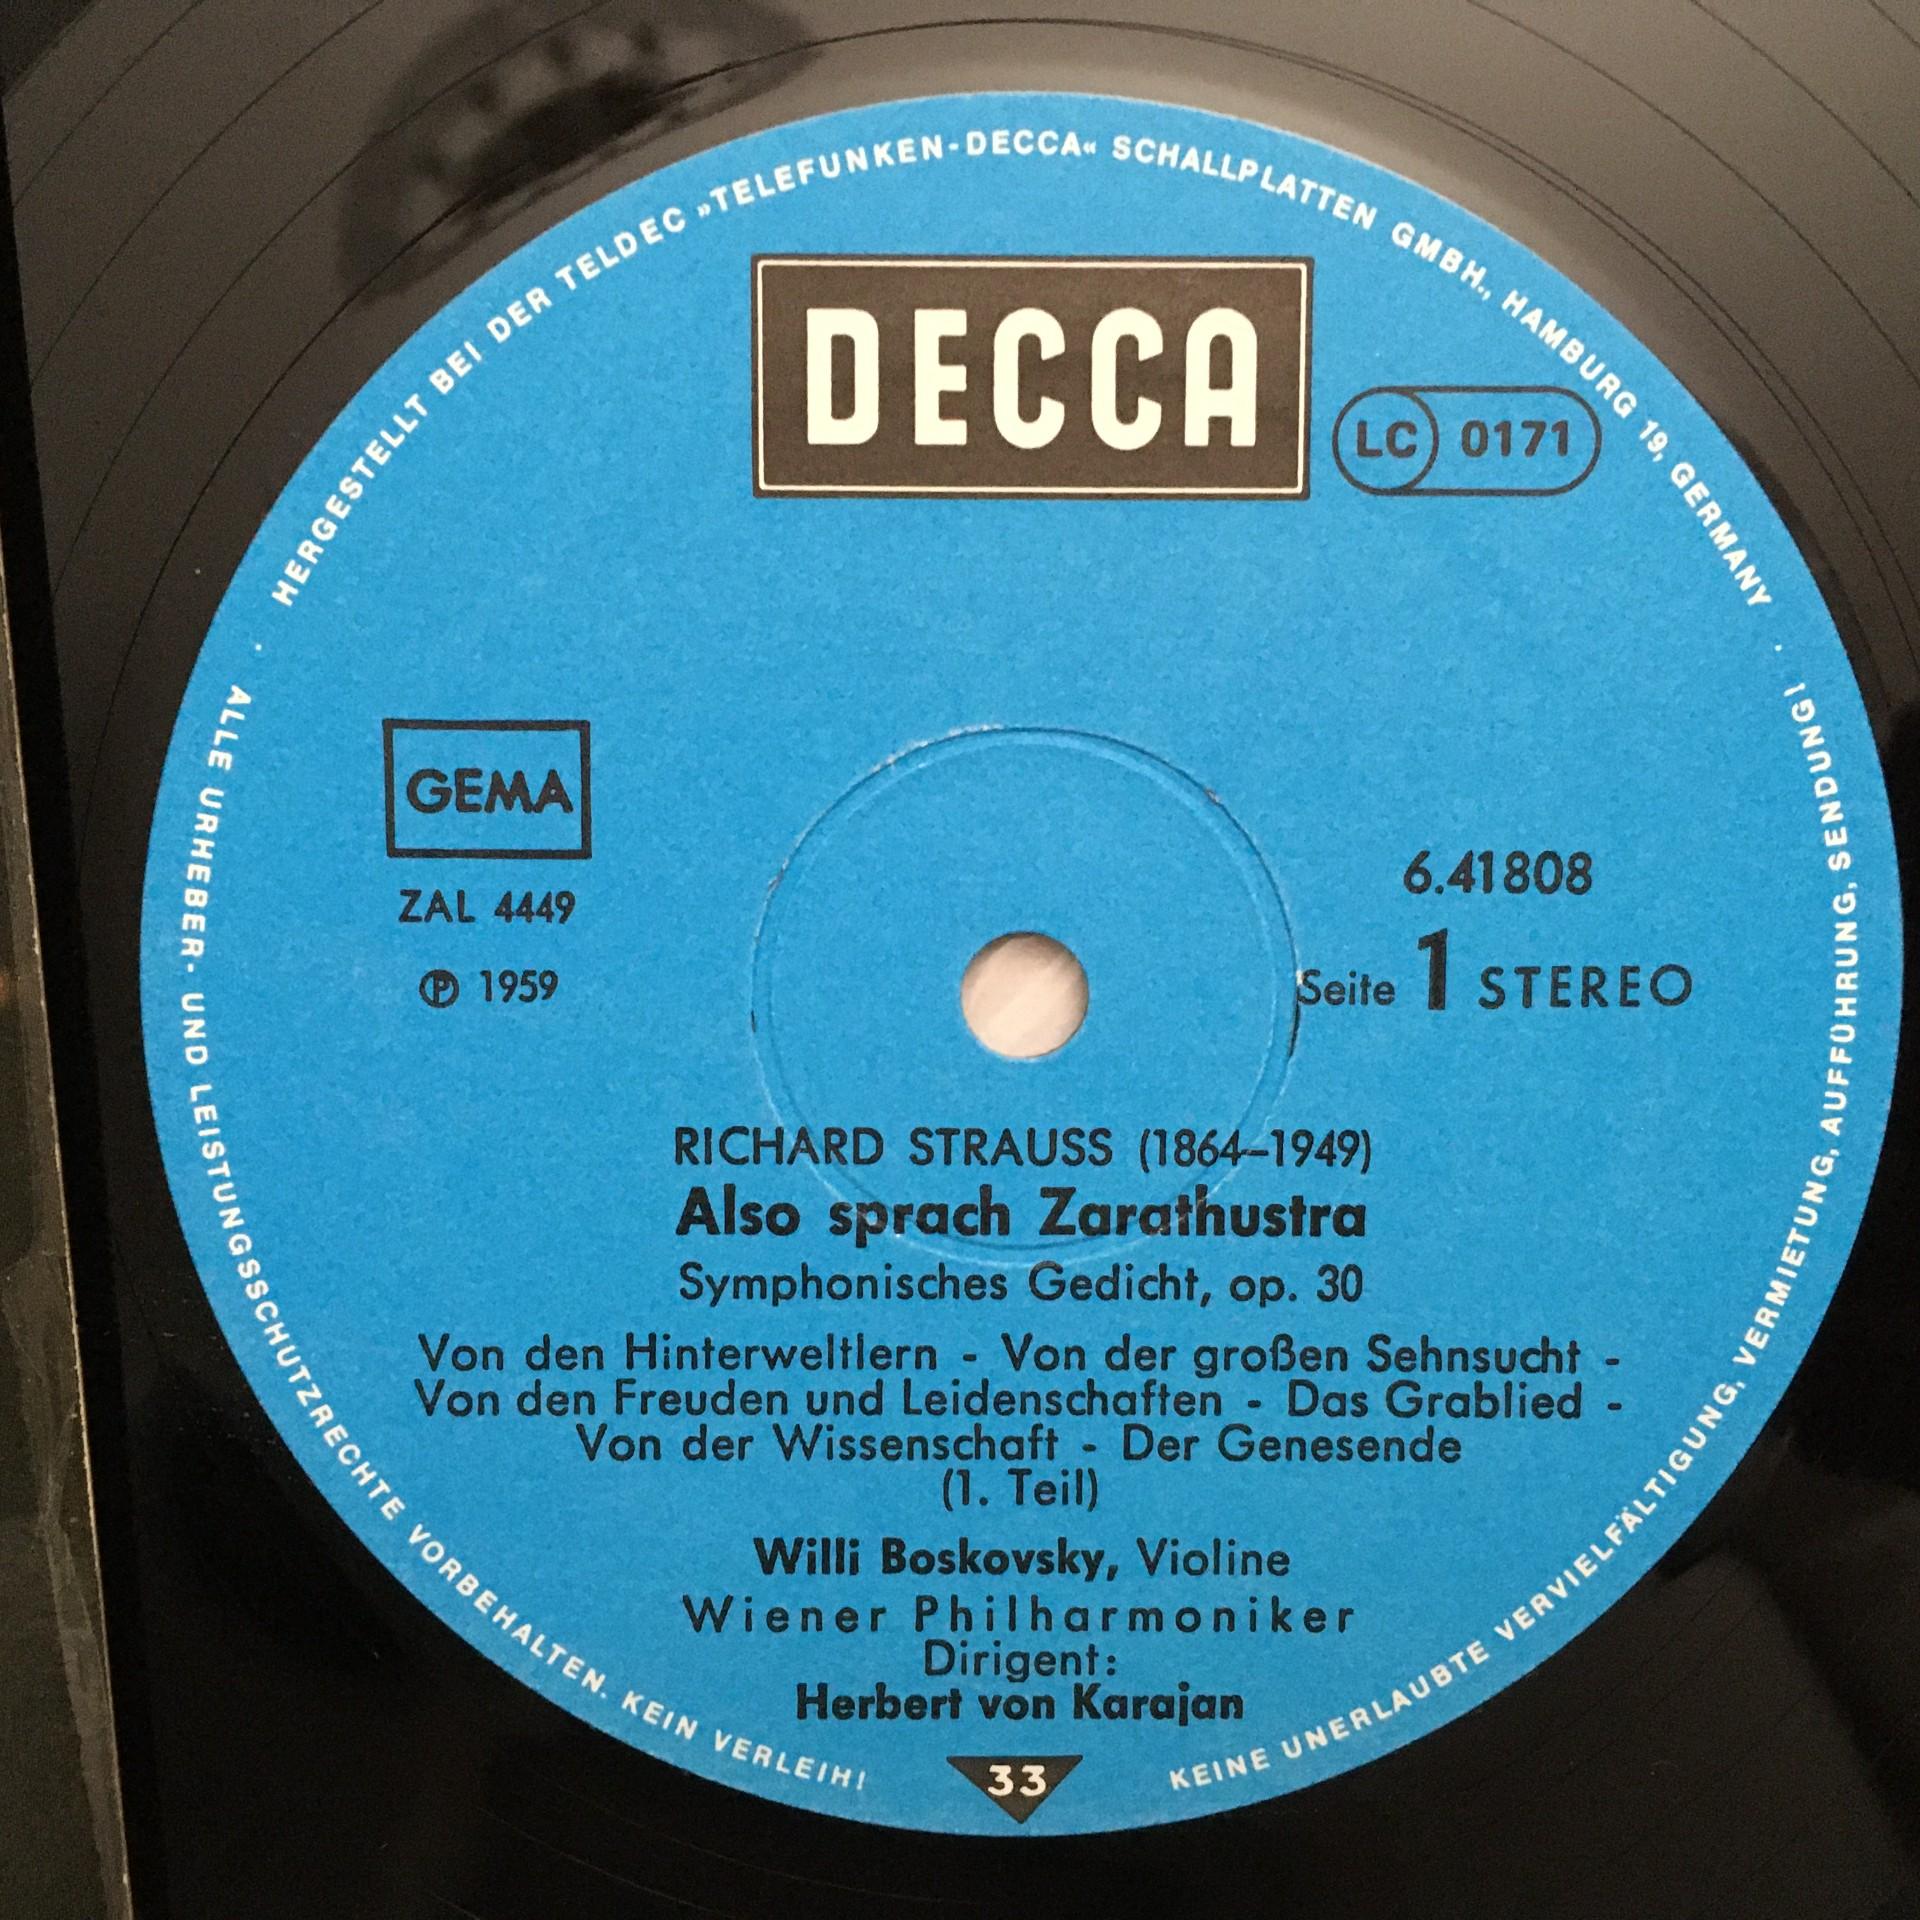 HERGESTELLT BEI DER TELDEC »TELEFUNKEN-DECCA« SCHALLPLATTEN GMBH., HAMBURG 19, GERMANY
DECCA
LC 0171
GEMA
ZAL 4449
Ⓟ 1959
6.41808
Seite 1 STEREO
RICHARD STRAUSS (1864–1949)
Also sprach Zarathustra
Symphonisches Gedicht, op. 30
Von den Hinterweltlern - Von der großen Sehnsucht -
Von den Freuden und Leidenschaften - Das Grablied -
Von der Wissenschaft - Der Genesende
(1. Teil)
Willi Boskovsky, Violine
Wiener Philharmoniker
Dirigent:
Herbert von Karajan
33
· ALLE URHEBER- UND LEISTUNGSSCHUTZRECHTE VORBEHALTEN. KEIN VERLEIH!
KEINE UNERLAUBTE VERVIELFÄLTIGUNG, VERMIETUNG, AUFFÜHRUNG, SENDUNG! ·